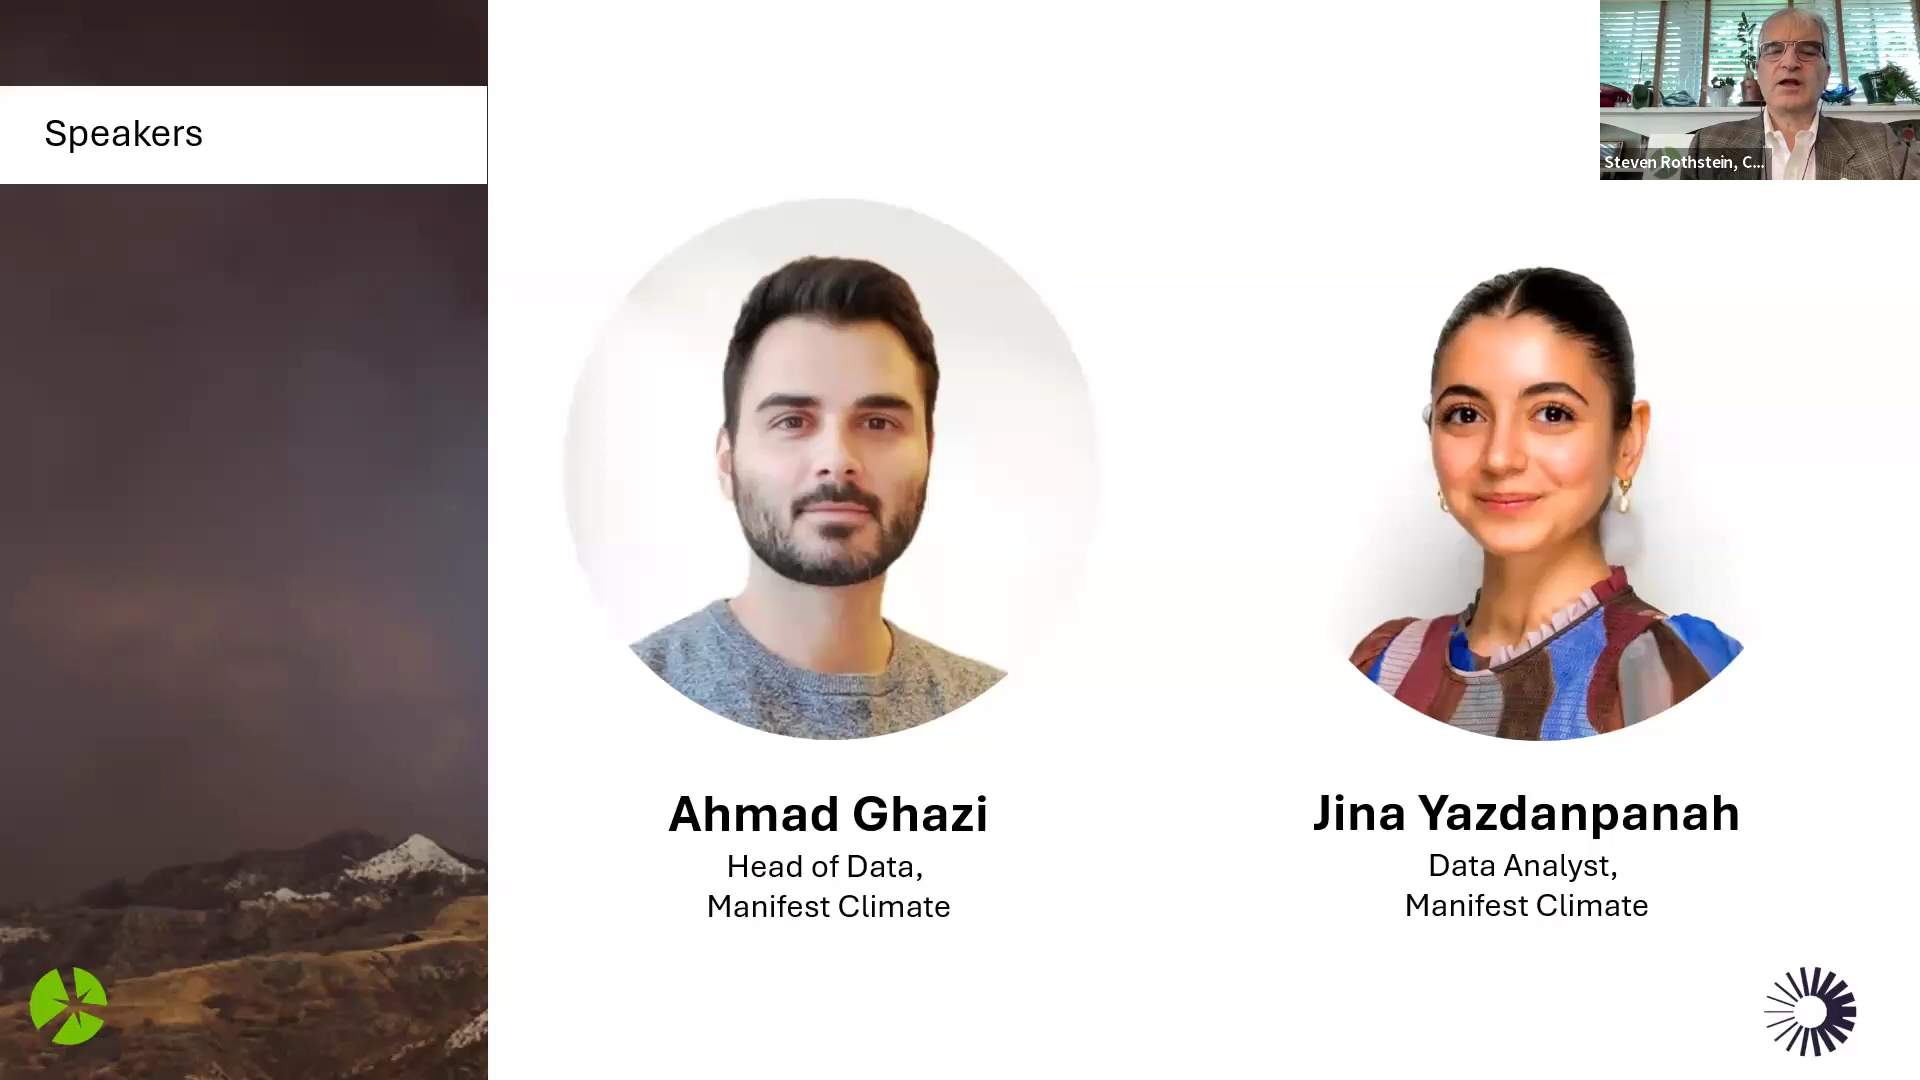 Speakers
Steven Rothstein, C...
Ahmad Ghazi
Head of Data,
Manifest Climate
Jina Yazdanpanah
Data Analyst,
Manifest Climate